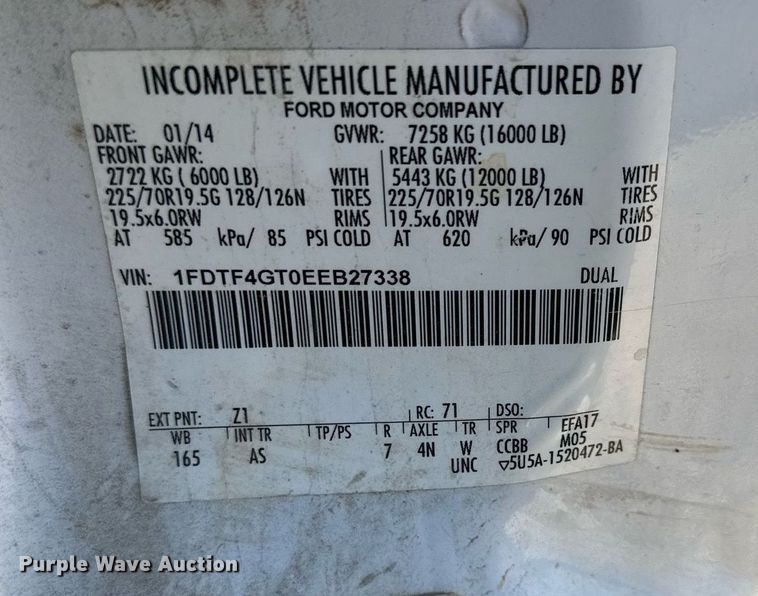 INCOMPLETE VEHICLE MANUFACTURED BY
FORD MOTOR COMPANY
DATE: 01/14 GVWR: 7258 KG (16000 LB)
FRONT GAWR: REAR GAWR:
2722 KG ( 6000 LB) WITH 5443 KG (12000 LB) WITH
225/70R19.5G 128/126N TIRES 225/70R19.5G 128/126N TIRES
19.5x6.0RW RIMS 19.5x6.0RW RIMS
AT 585 kPa/ 85 PSI COLD AT 620 kPa/ 90 PSI COLD
VIN: 1FDTF4GT0EEB27338 DUAL
EXT PNT: Z1 RC: 71 DSO:
WB INT TR TP/PS R AXLE TR SPR EFA17
165 AS 7 4N W CCBB M05
UNC ▽5U5A-1520472-BA
Purple Wave Auction